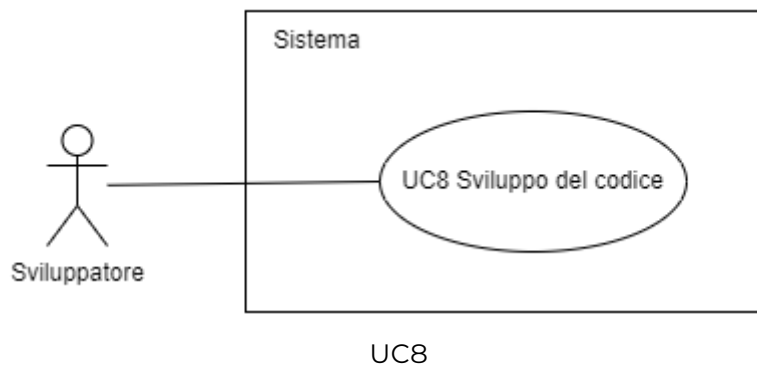 Sistema
UC8 Sviluppo del codice
Sviluppatore
UC8